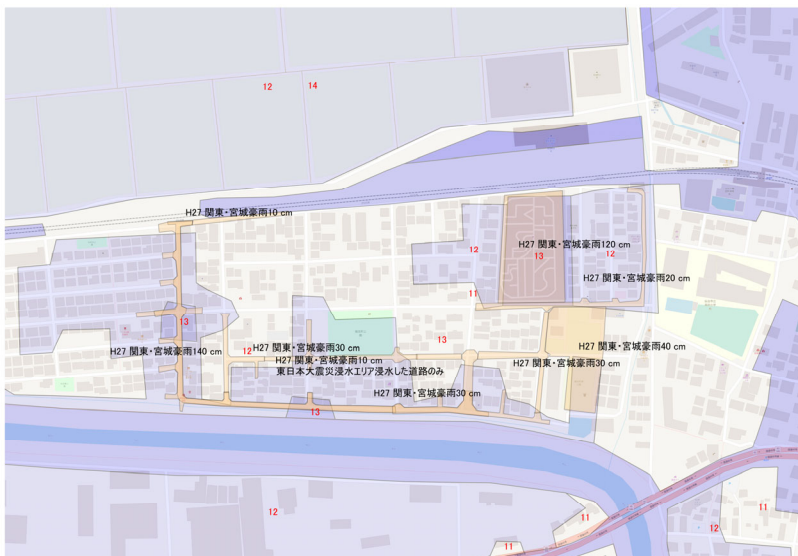 12
14
H27 関東・宮城豪雨10 cm
H27 関東・宮城豪雨120 cm
12
13
12
H27 関東・宮城豪雨20 cm
11
13
H27 関東・宮城豪雨140 cm
12
H27 関東・宮城豪雨30 cm
13
H27 関東・宮城豪雨40 cm
H27 関東・宮城豪雨10 cm
東日本大震災浸水エリア浸水した道路のみ
H27 関東・宮城豪雨30 cm
H27 関東・宮城豪雨30 cm
13
12
11
11
12
11